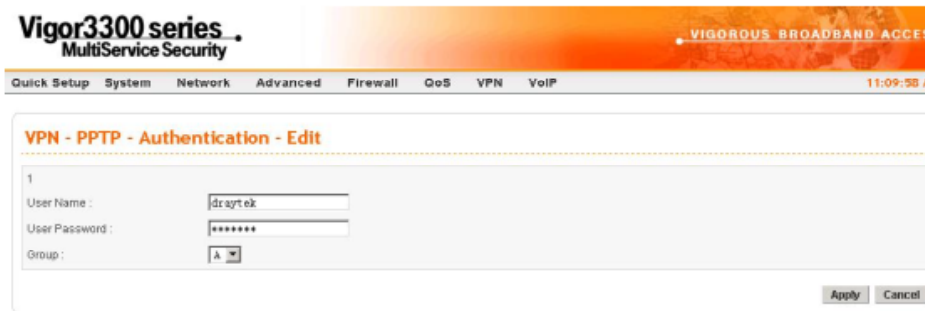 Vigor3300 series
MultiService Security
VIGOROUS BROADBAND ACCES
Quick Setup System Network Advanced Firewall QoS VPN VoIP 11:09:58
VPN - PPTP - Authentication - Edit
1
User Name : draytek
User Password : *******
Group : A
Apply Cancel